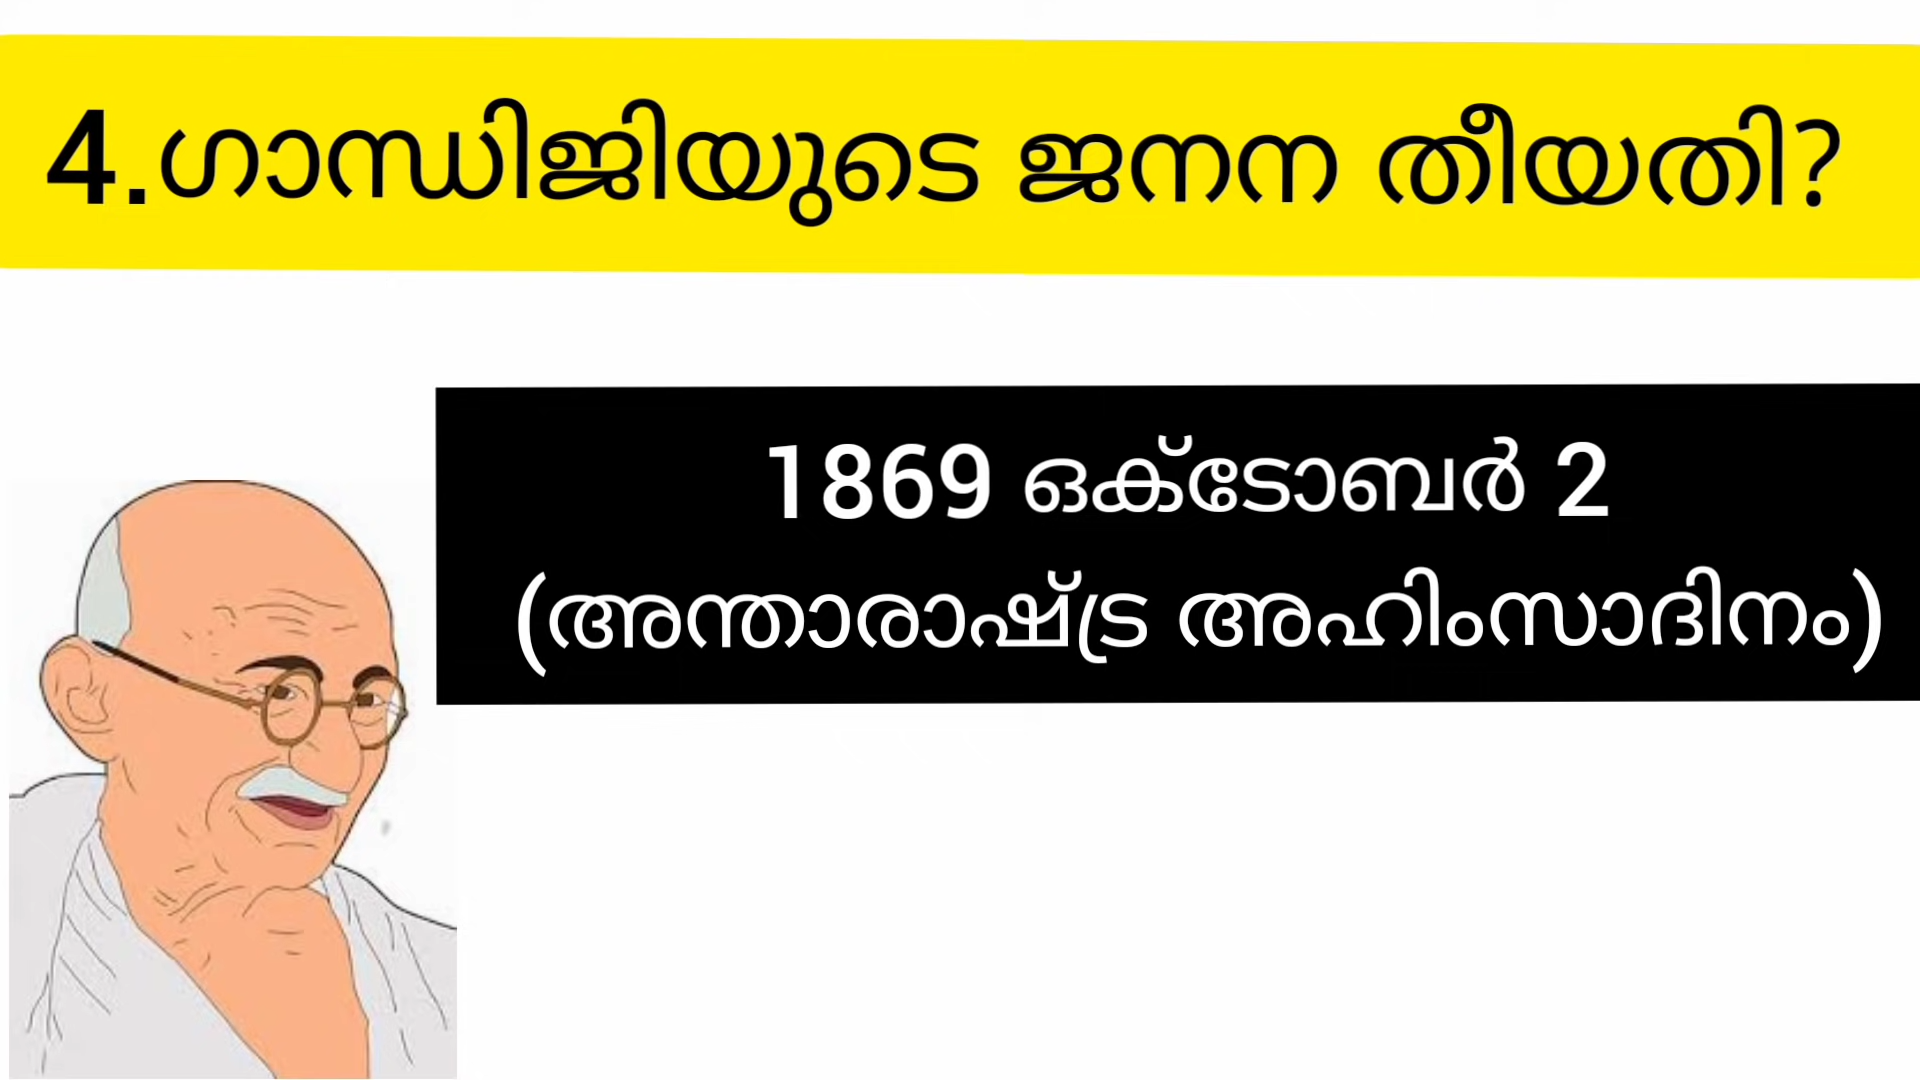 4.ഗാന്ധിജിയുടെ ജനന തീയതി?
1869 ഒക്ടോബർ 2
(അന്താരാഷ്ട്ര അഹിംസാദിനം)